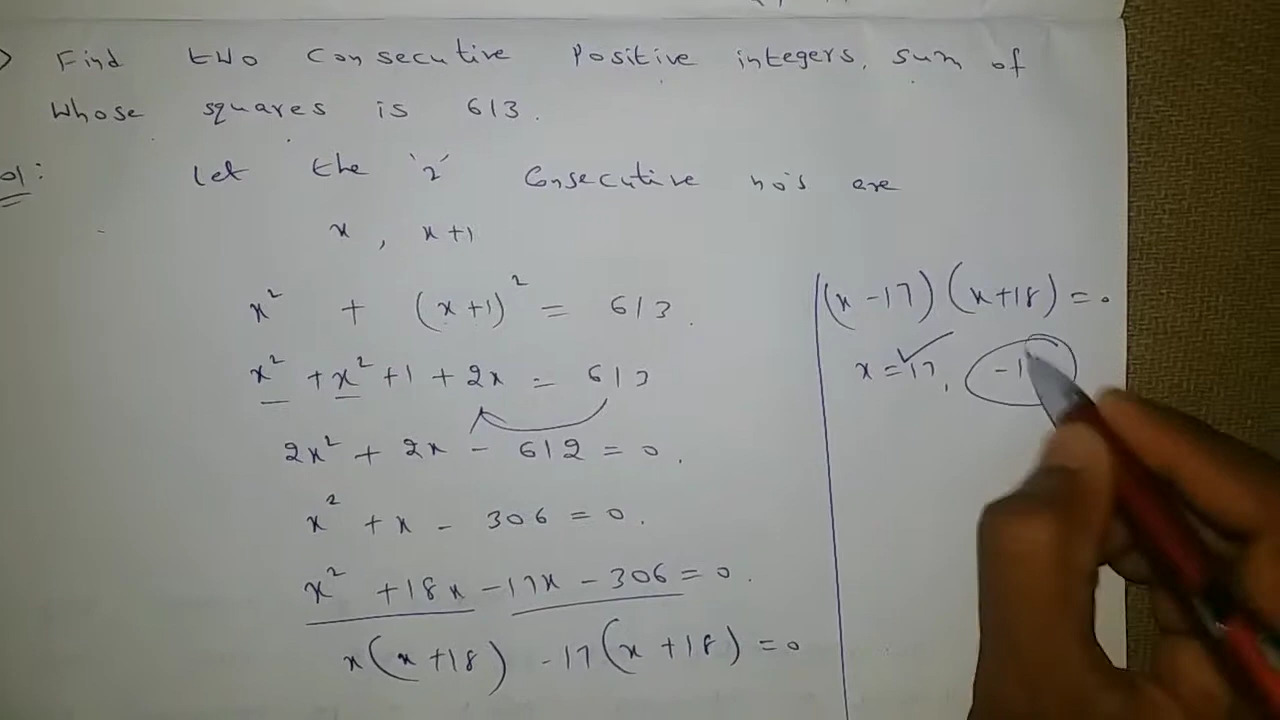 Find two Consecutive Positive integers, sum of
whose squares is 613.
Let the '2' Consecutive no's are
x, x+1
x² + (x+1)² = 613.
x² + x² + 1 + 2x = 613
2x² + 2x - 612 = 0.
x² + x - 306 = 0.
x² + 18x - 17x - 306 = 0.
x(x+18) - 17(x+18) = 0
(x-17)(x+18) = 0
x = 17,